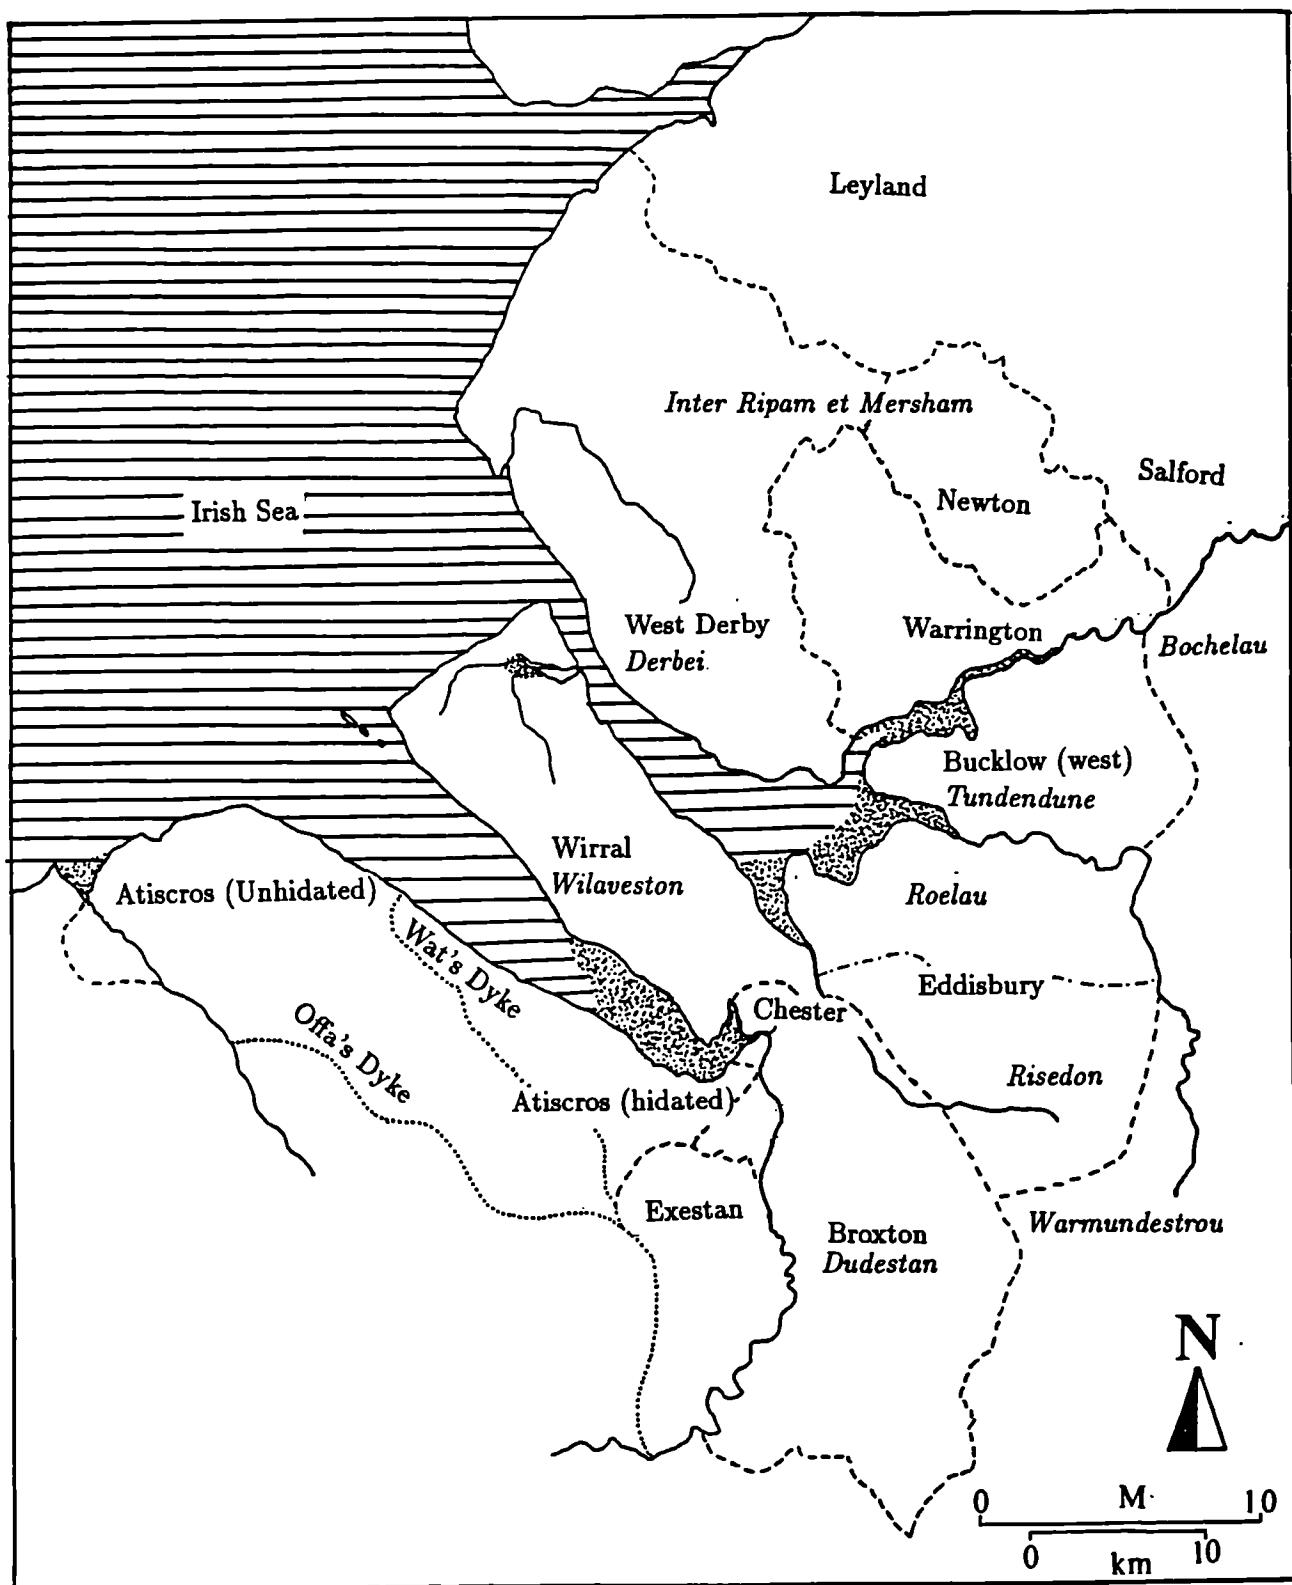 Leyland
Inter Ripam et Mersham
Salford
Newton
Irish Sea
West Derby
Derbei
Warrington
Bochelau
Bucklow (west)
Tundendune
Wirral
Wilaveston
Atiscros (Unhidated)
Roelau
Wat's Dyke
Eddisbury
Chester
Offa's Dyke
Risedon
Atiscros (hidated)
Exestan
Warmundestrou
Broxton
Dudestan
N
0 M 10
0 km 10